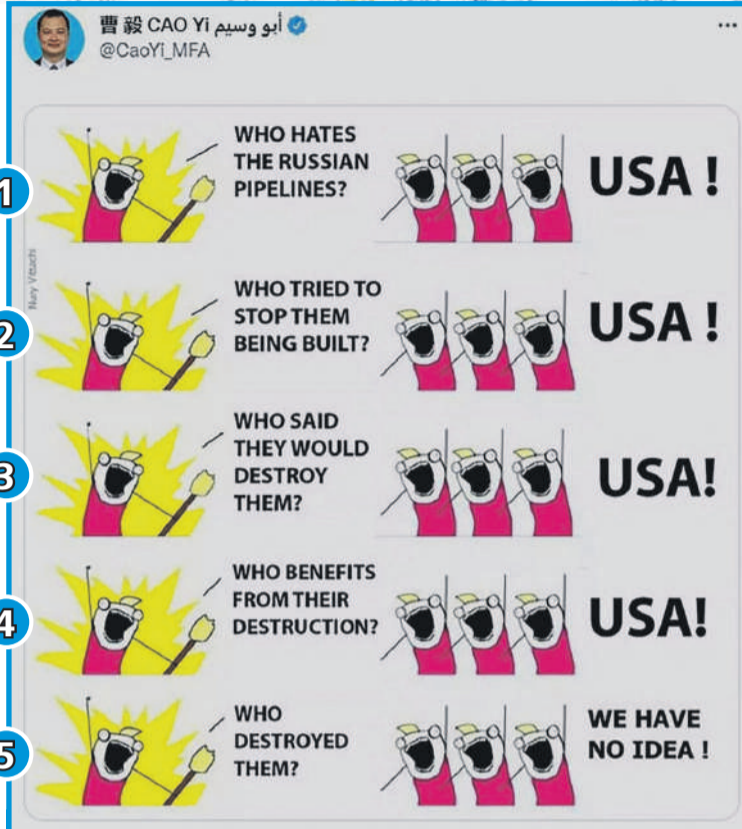 曹 毅 CAO Yi أبو وسيم
@CaoYi_MFA
...
1
WHO HATES
THE RUSSIAN
PIPELINES?
USA !
Nury Vittachi
2
WHO TRIED TO
STOP THEM
BEING BUILT?
USA !
3
WHO SAID
THEY WOULD
DESTROY
THEM?
USA!
4
WHO BENEFITS
FROM THEIR
DESTRUCTION?
USA!
5
WHO
DESTROYED
THEM?
WE HAVE
NO IDEA !